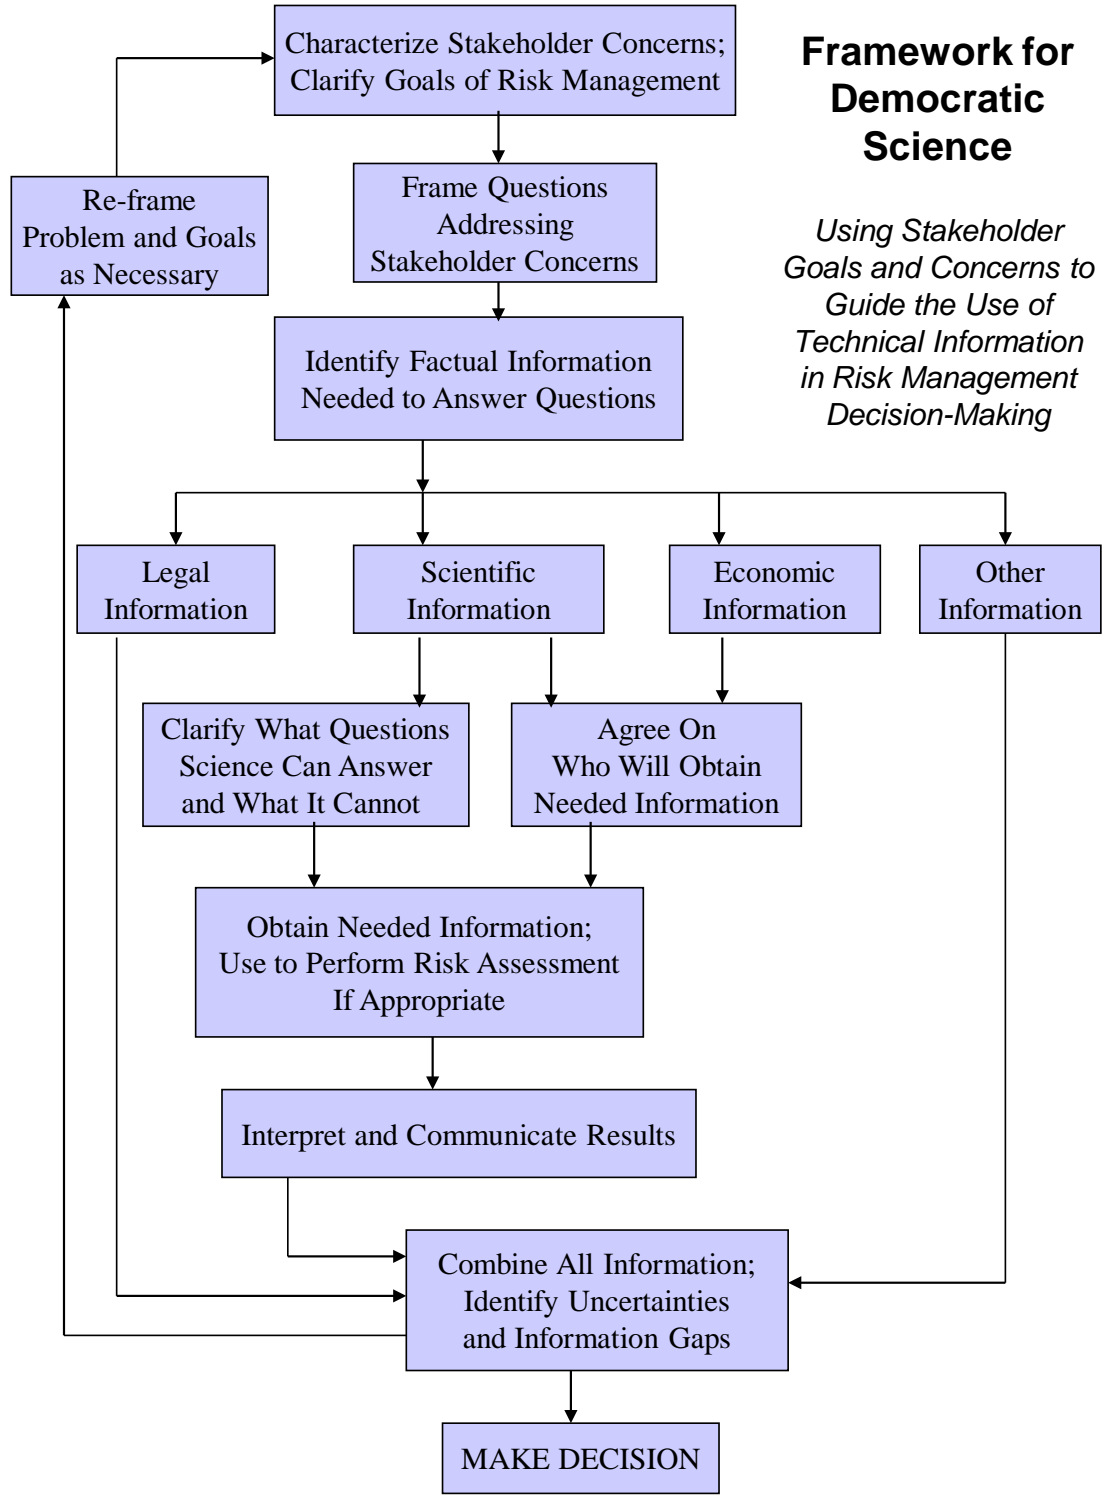 Characterize Stakeholder Concerns;
Clarify Goals of Risk Management
Framework for
Democratic
Science
Using Stakeholder
Goals and Concerns to
Guide the Use of
Technical Information
in Risk Management
Decision-Making
Re-frame
Problem and Goals
as Necessary
Frame Questions
Addressing
Stakeholder Concerns
Identify Factual Information
Needed to Answer Questions
Legal
Information
Scientific
Information
Economic
Information
Other
Information
Clarify What Questions
Science Can Answer
and What It Cannot
Agree On
Who Will Obtain
Needed Information
Obtain Needed Information;
Use to Perform Risk Assessment
If Appropriate
Interpret and Communicate Results
Combine All Information;
Identify Uncertainties
and Information Gaps
MAKE DECISION